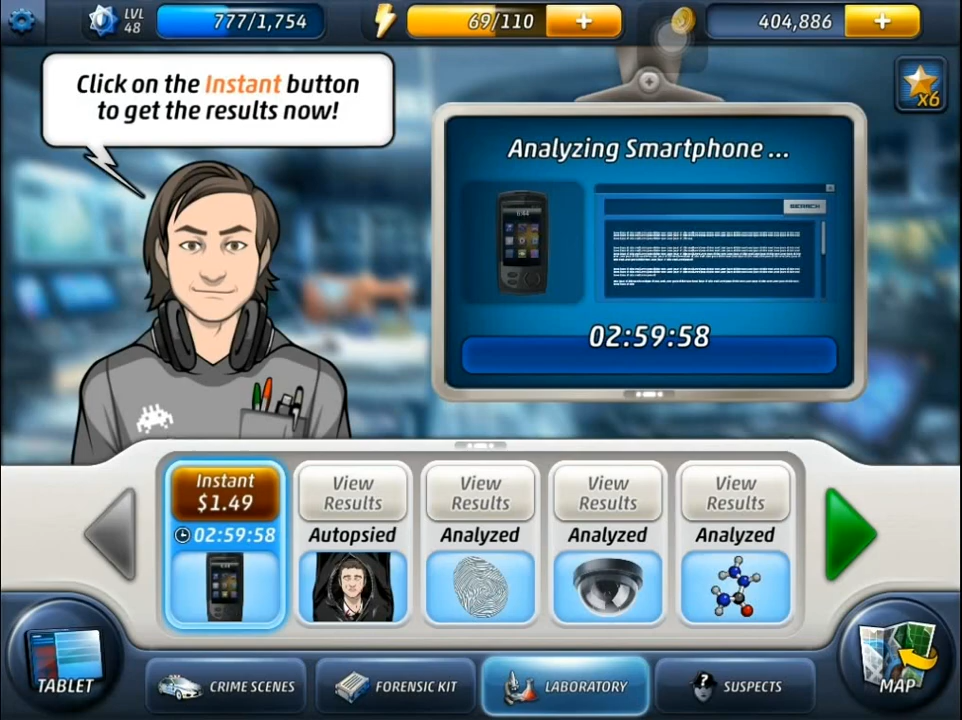 LVL
48
777/1,754
69/110
+
404,886
+
x6
Click on the Instant button
to get the results now!
Analyzing Smartphone ...
SEARCH
02:59:58
Instant
$1.49
02:59:58
View
Results
Autopsied
View
Results
Analyzed
View
Results
Analyzed
View
Results
Analyzed
TABLET
CRIME SCENES
FORENSIC KIT
LABORATORY
?
SUSPECTS
MAP